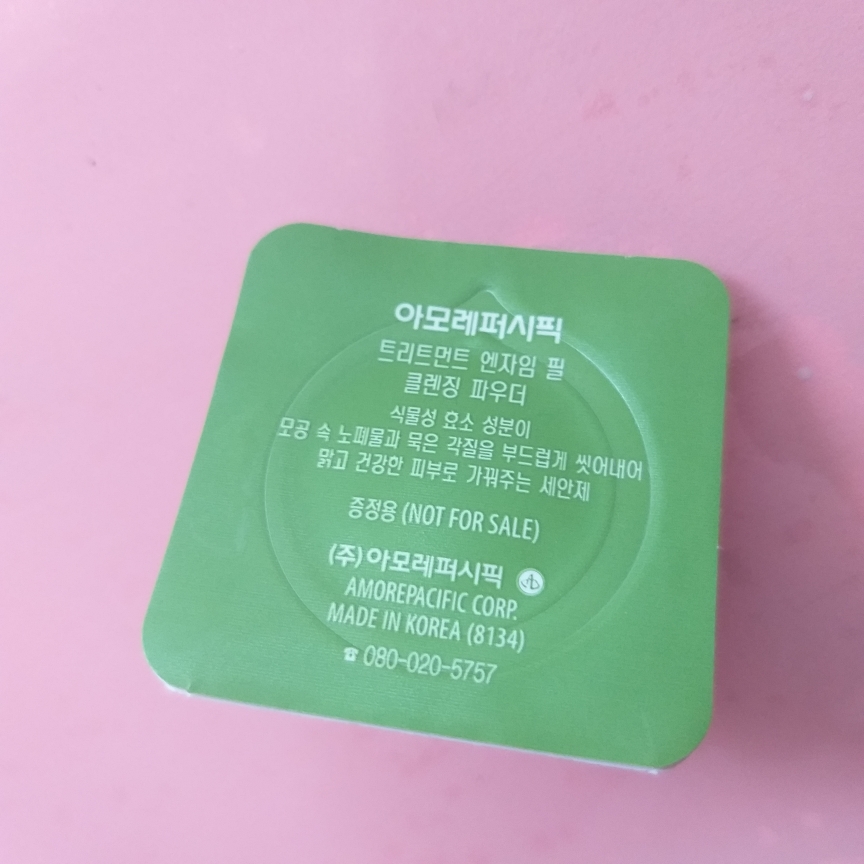 아모레퍼시픽
트리트먼트 엔자임 필
클렌징 파우더
식물성 효소 성분이
모공 속 노폐물과 묵은 각질을 부드럽게 씻어내어
맑고 건강한 피부로 가꿔주는 세안제
증정용 (NOT FOR SALE)
(주)아모레퍼시픽
AMOREPACIFIC CORP.
MADE IN KOREA (8134)
☎ 080-020-5757